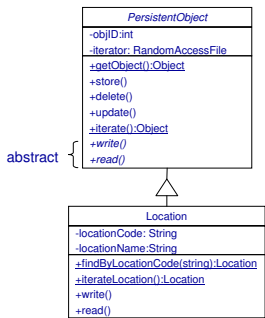 PersistentObject
-objID:int
-iterator: RandomAccessFile
+getObject():Object
+store()
+delete()
+update()
+iterate():Object
+write()
+read()
abstract
Location
-locationCode: String
-locationName:String
+findByLocationCode(string):Location
+iterateLocation():Location
+write()
+read()